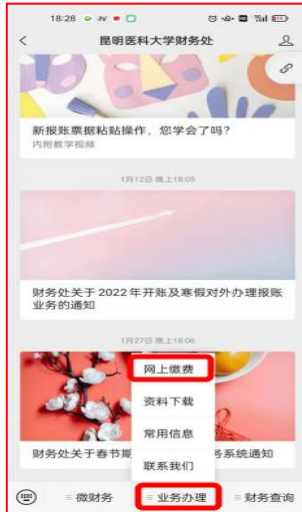 18:28
昆明医科大学财务处
新报账票据粘贴操作，您学会了吗？
内附教学视频
1月12日 晚上18:05
财务处关于2022年开账及寒假对外办理报账
业务的通知
1月27日 晚上18:06
网上缴费
资料下载
常用信息
联系我们
财务处关于春节期
务系统通知
微财务
业务办理
财务查询